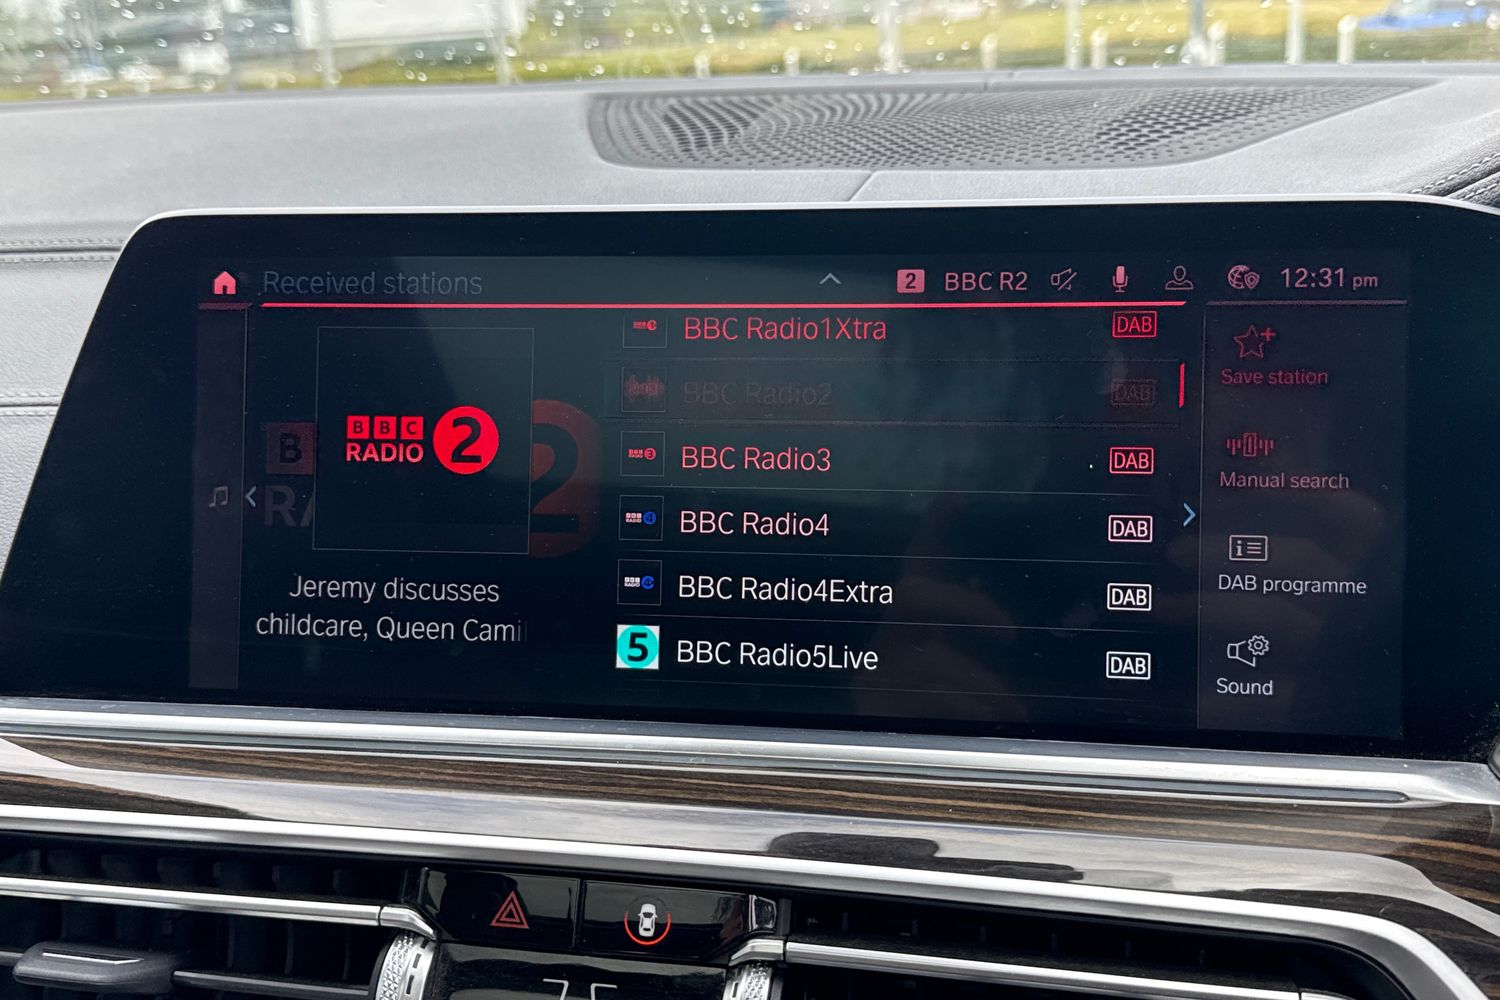 Received stations
2 BBC R2
12:31 pm
BBC Radio1Xtra DAB
BBC Radio2 DAB
BBC Radio3 DAB
BBC Radio4 DAB
BBC Radio4Extra DAB
5 BBC Radio5Live DAB
BBC
RADIO 2
Jeremy discusses
childcare, Queen Cami
Save station
Manual search
DAB programme
Sound